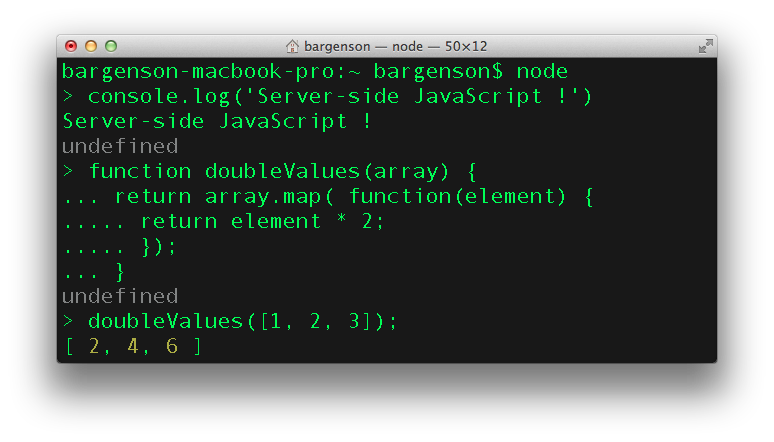 bargenson — node — 50×12
bargenson-macbook-pro:~ bargenson$ node
> console.log('Server-side JavaScript !')
Server-side JavaScript !
undefined
> function doubleValues(array) {
... return array.map( function(element) {
..... return element * 2;
..... });
... }
undefined
> doubleValues([1, 2, 3]);
[ 2, 4, 6 ]